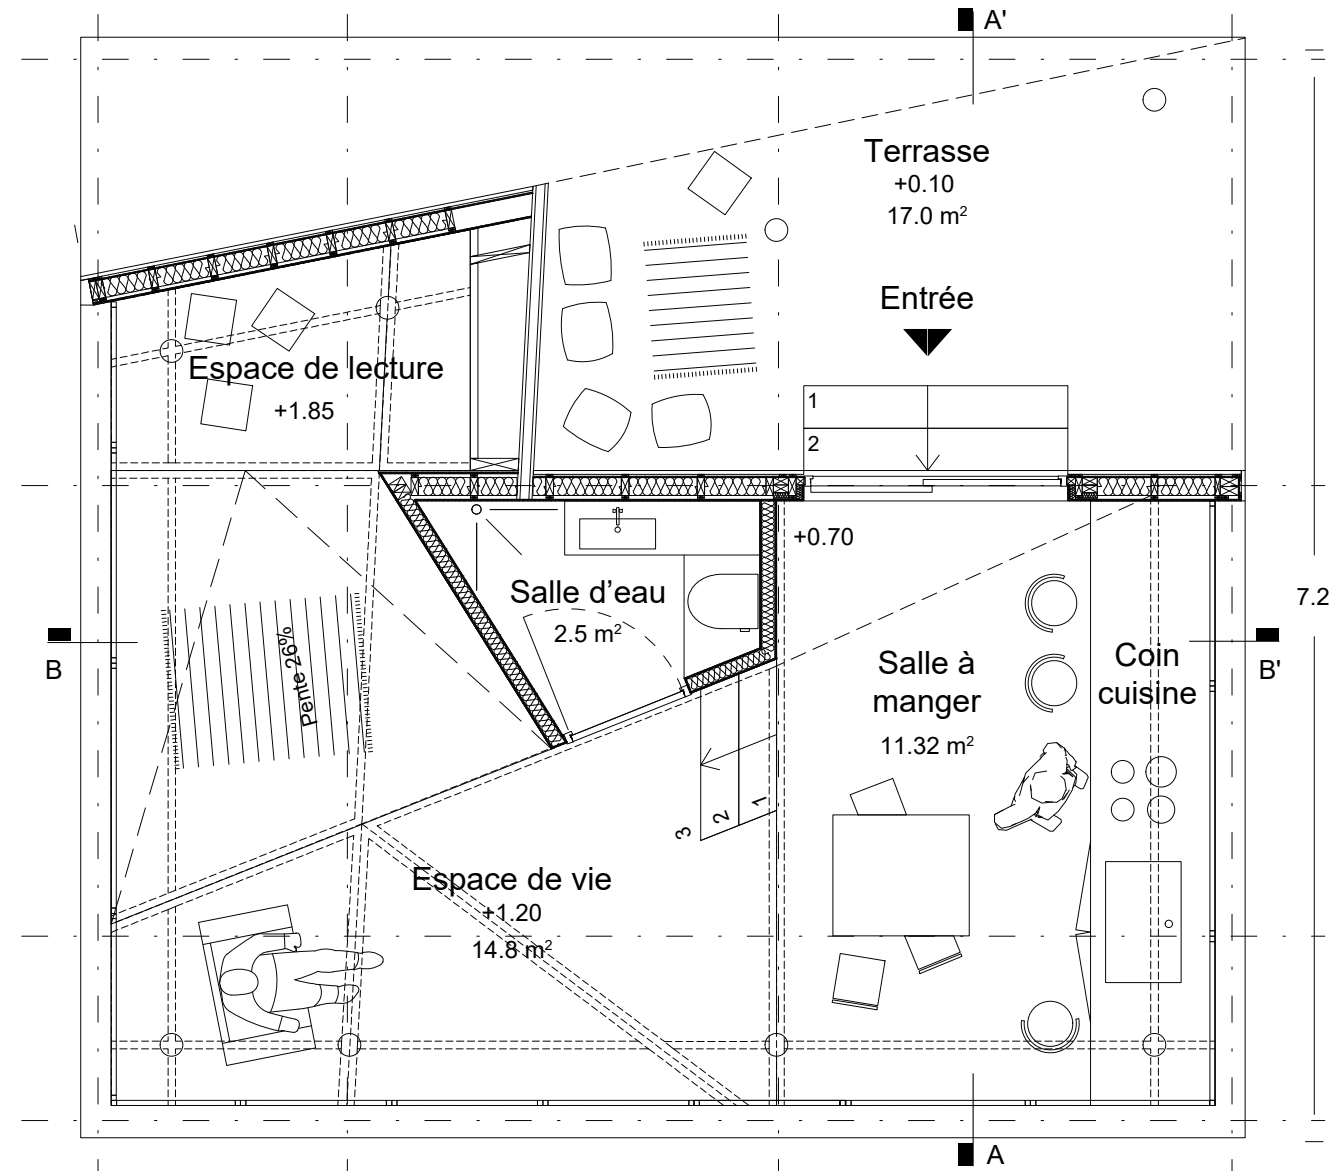 A'
Terrasse
+0.10
17.0 m²
Entrée
1
2
Espace de lecture
+1.85
+0.70
Salle d’eau
2.5 m²
7.2
B
Pente 26%
Salle à
manger
11.32 m²
Coin
cuisine
B'
3
2
1
Espace de vie
+1.20
14.8 m²
A